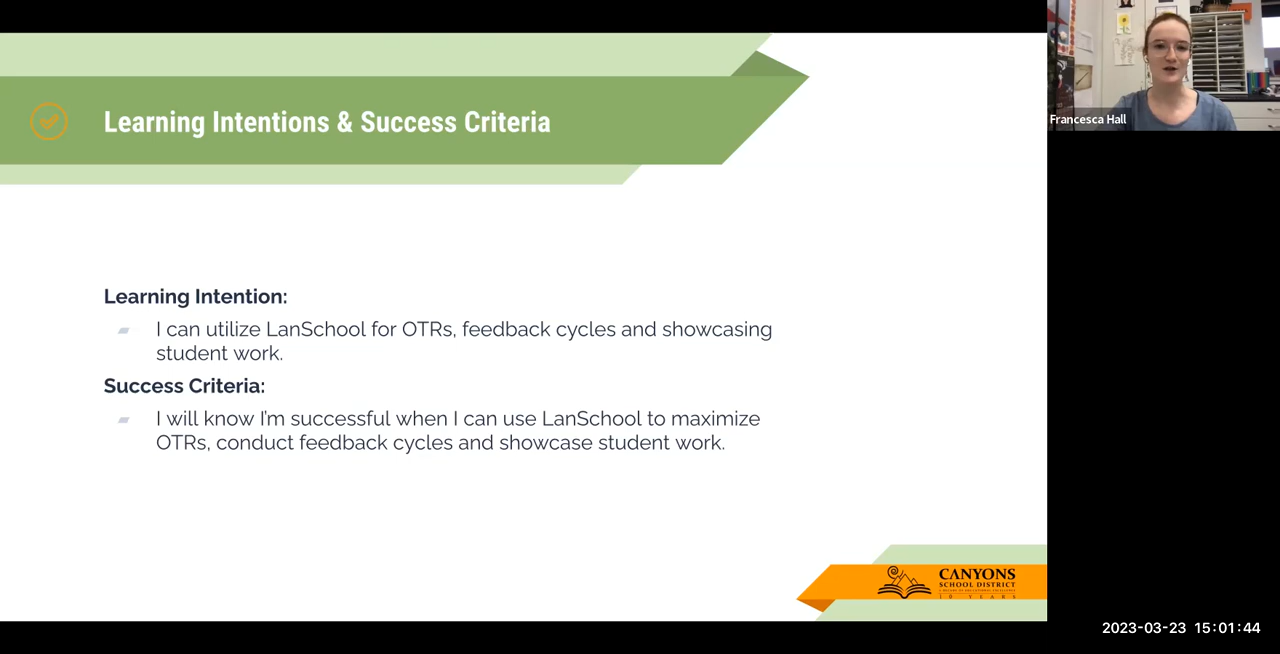 Learning Intentions & Success Criteria
Francesca Hall
Learning Intention:
I can utilize LanSchool for OTRs, feedback cycles and showcasing
student work.
Success Criteria:
I will know I'm successful when I can use LanSchool to maximize
OTRs, conduct feedback cycles and showcase student work.
CANYONS
SCHOOL DISTRICT
10 YEARS
2023-03-23 15:01:44